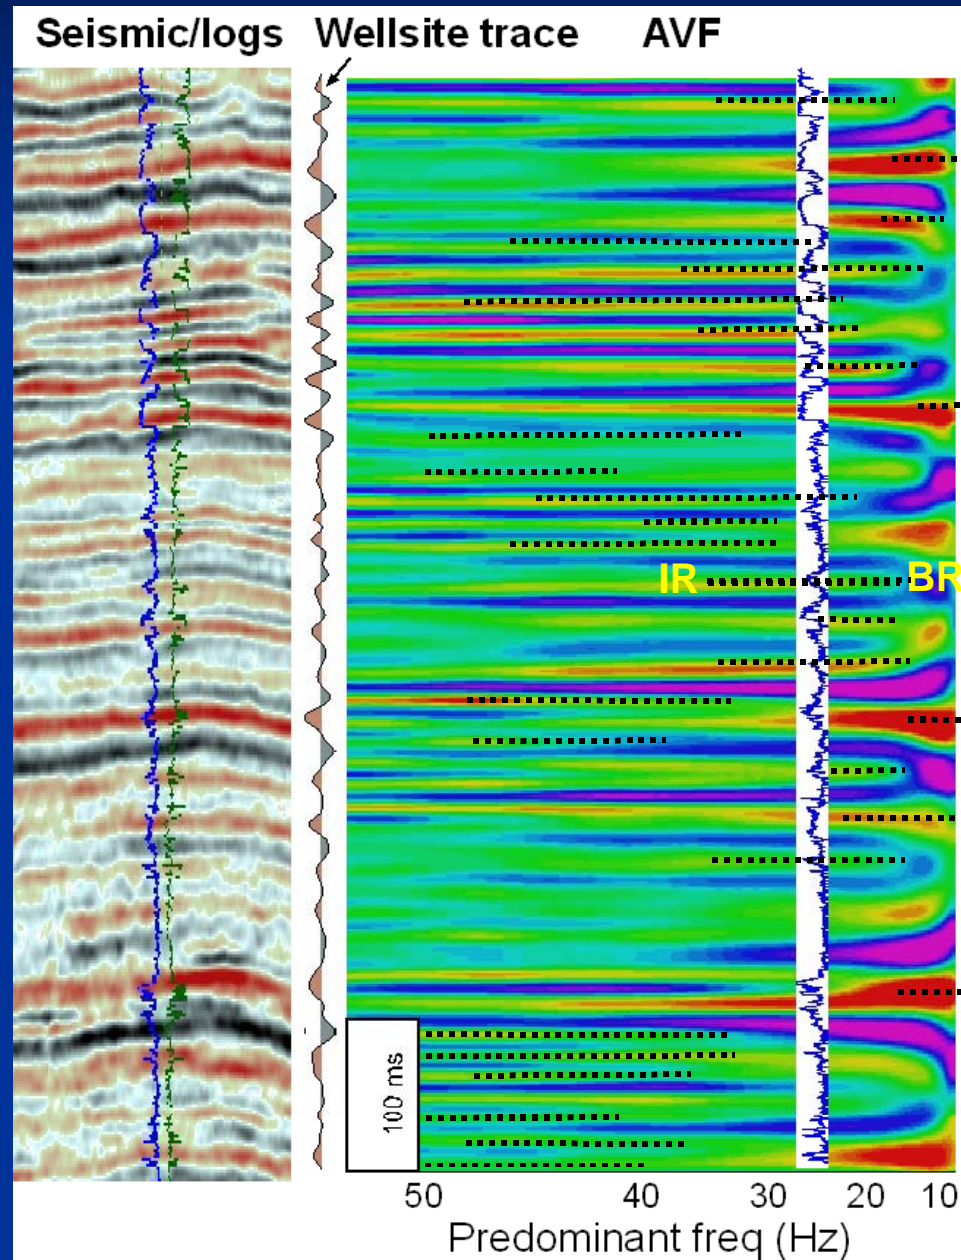 Seismic/logs Wellsite trace AVF
IR BR
100 ms
50 40 30 20 10
Predominant freq (Hz)